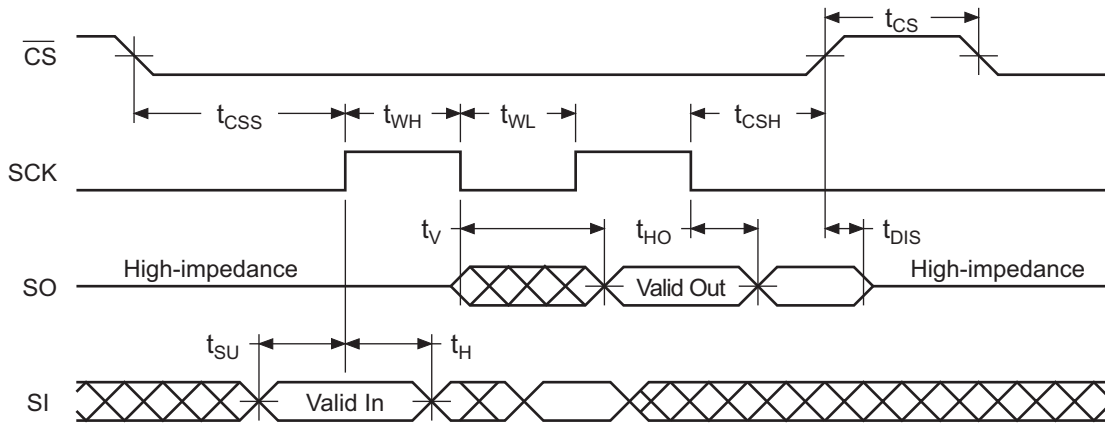 t_CS
C̅S̅
t_CSS t_WH t_WL t_CSH
SCK
t_V t_HO t_DIS
High-impedance High-impedance
SO Valid Out
t_SU t_H
SI Valid In